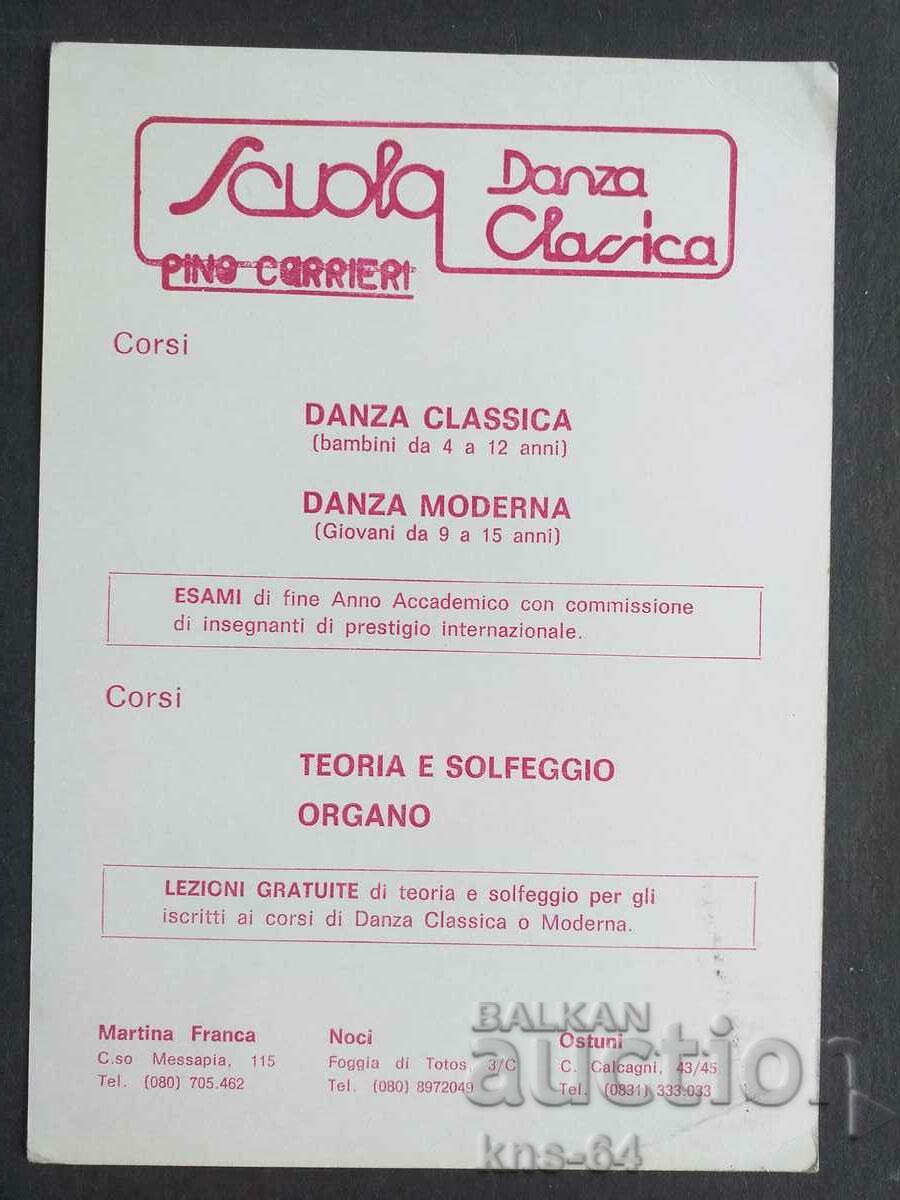 Scuola Danza
Classica
PINO CARRIERI
Corsi
DANZA CLASSICA
(bambini da 4 a 12 anni)
DANZA MODERNA
(Giovani da 9 a 15 anni)
ESAMI di fine Anno Accademico con commissione
di insegnanti di prestigio internazionale.
Corsi
TEORIA E SOLFEGGIO
ORGANO
LEZIONI GRATUITE di teoria e solfeggio per gli
iscritti ai corsi di Danza Classica o Moderna.
Martina Franca
C.so Messapia, 115
Tel. (080) 705.462
Noci
Foggia di Totos, 3/C
Tel. (080) 8972049
Ostuni
C. Calcagni, 43/45
Tel. (0831) 333.033
BALKAN
auction
kns-64